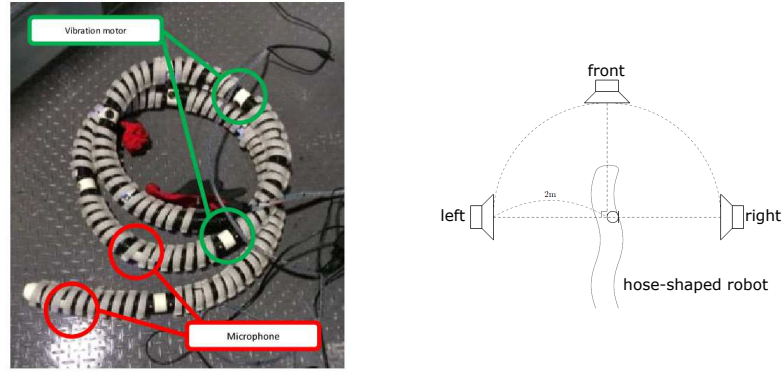 Vibration motor
Microphone
front
2m
left
right
hose-shaped robot